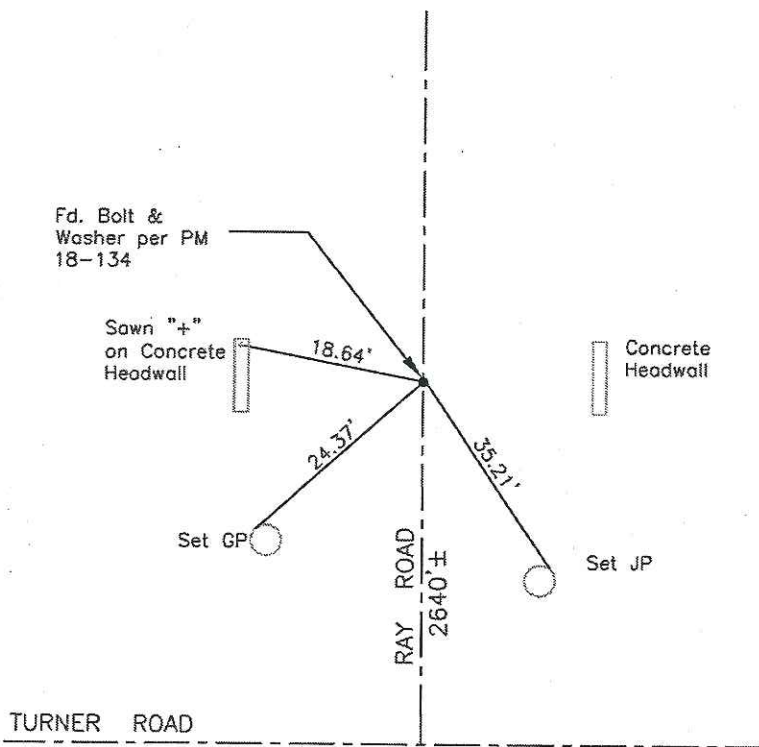 Fd. Bolt &
Washer per PM
18-134
Sawn "+"
on Concrete
Headwall
18.64'
Concrete
Headwall
24.37'
35.21'
Set GP
Set JP
RAY ROAD
2640'±
TURNER ROAD